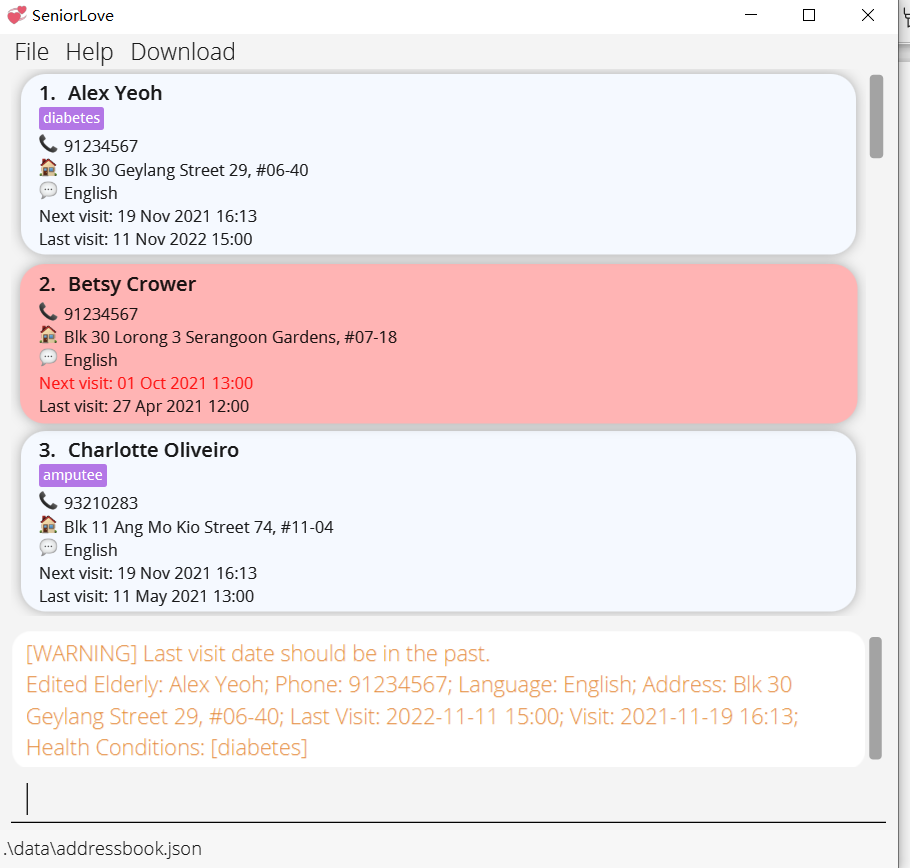 SeniorLove
File Help Download
1. Alex Yeoh
diabetes
91234567
Blk 30 Geylang Street 29, #06-40
English
Next visit: 19 Nov 2021 16:13
Last visit: 11 Nov 2022 15:00
2. Betsy Crower
91234567
Blk 30 Lorong 3 Serangoon Gardens, #07-18
English
Next visit: 01 Oct 2021 13:00
Last visit: 27 Apr 2021 12:00
3. Charlotte Oliveiro
amputee
93210283
Blk 11 Ang Mo Kio Street 74, #11-04
English
Next visit: 19 Nov 2021 16:13
Last visit: 11 May 2021 13:00
[WARNING] Last visit date should be in the past.
Edited Elderly: Alex Yeoh; Phone: 91234567; Language: English; Address: Blk 30
Geylang Street 29, #06-40; Last Visit: 2022-11-11 15:00; Visit: 2021-11-19 16:13;
Health Conditions: [diabetes]
.\data\addressbook.json